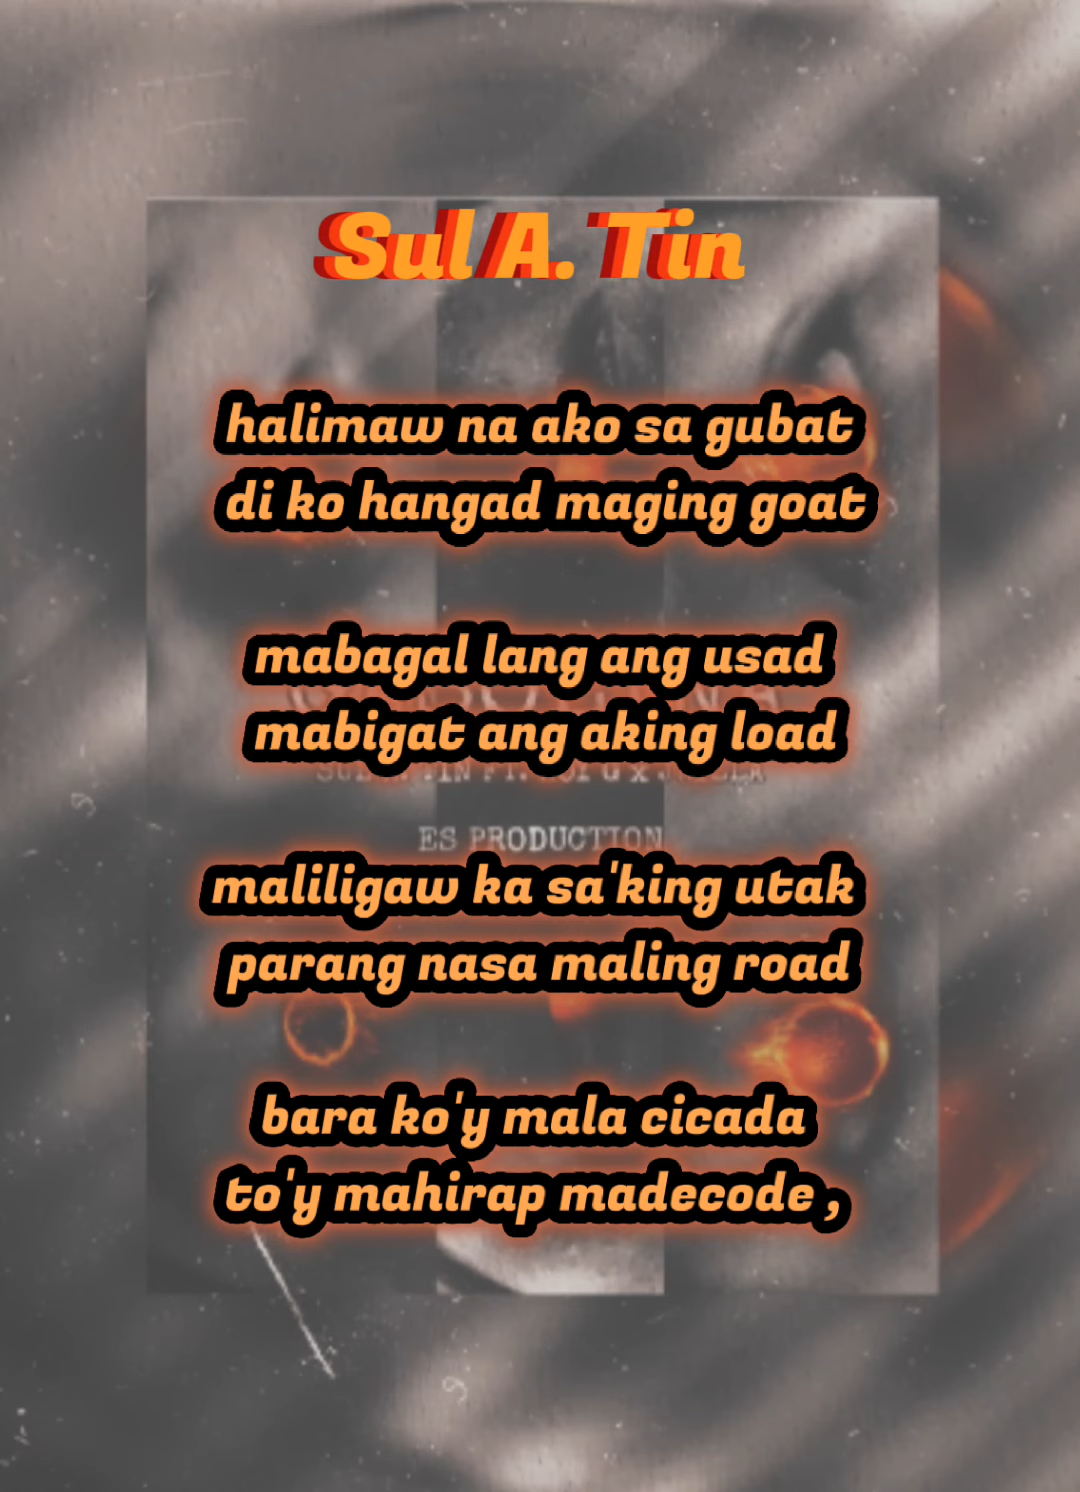 Sul A. Tin
halimaw na ako sa gubat
di ko hangad maging goat
mabagal lang ang usad
mabigat ang aking load
ES PRODUCTION
maliligaw ka sa'king utak
parang nasa maling road
bara ko'y mala cicada
to'y mahirap madecode ,